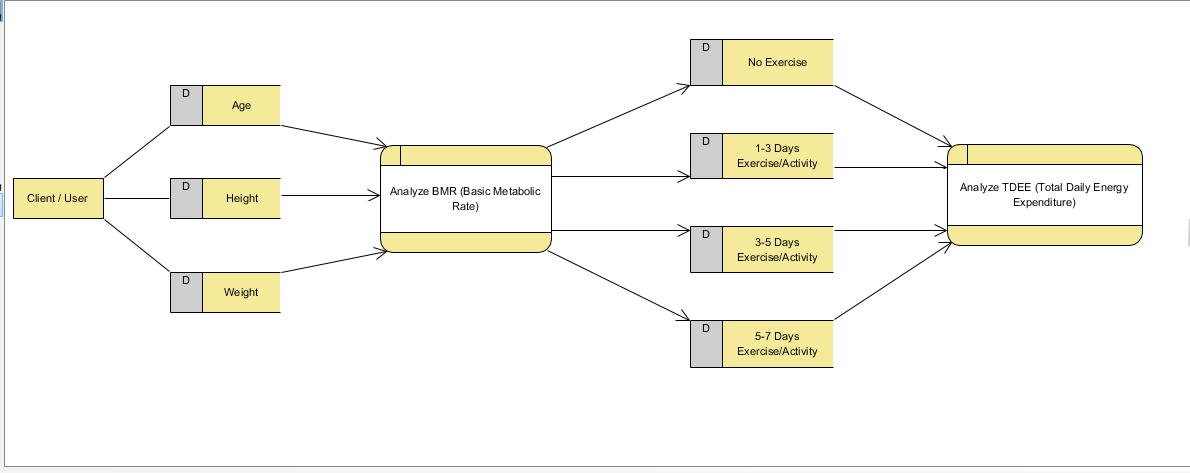 Client / User
D
Age
D
Height
D
Weight
Analyze BMR (Basic Metabolic
Rate)
D
No Exercise
D
1-3 Days
Exercise/Activity
D
3-5 Days
Exercise/Activity
D
5-7 Days
Exercise/Activity
Analyze TDEE (Total Daily Energy
Expenditure)